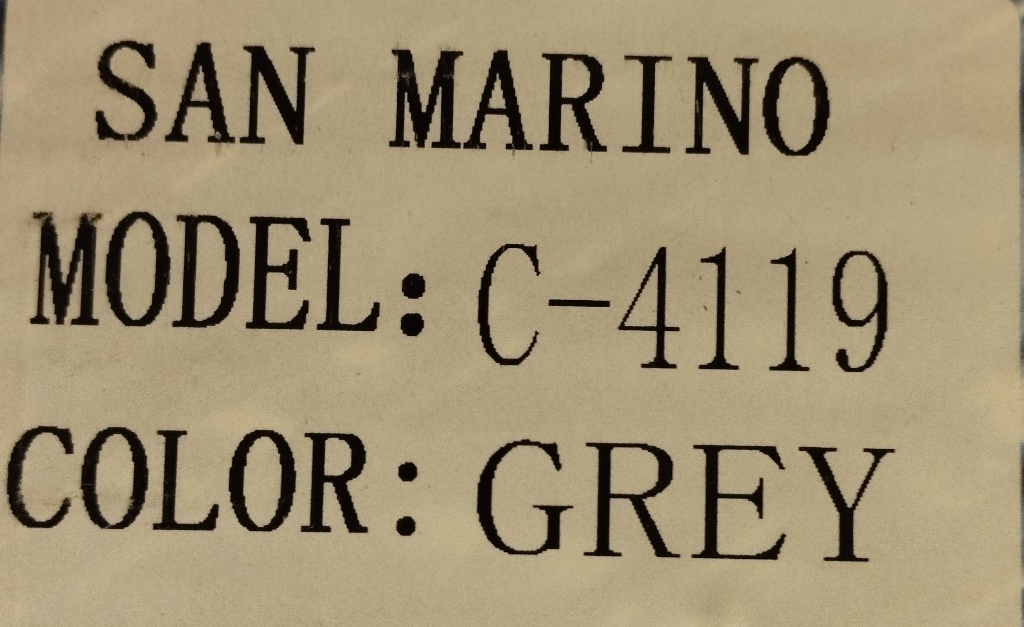 SAN MARINO
MODEL: C-4119
COLOR: GREY